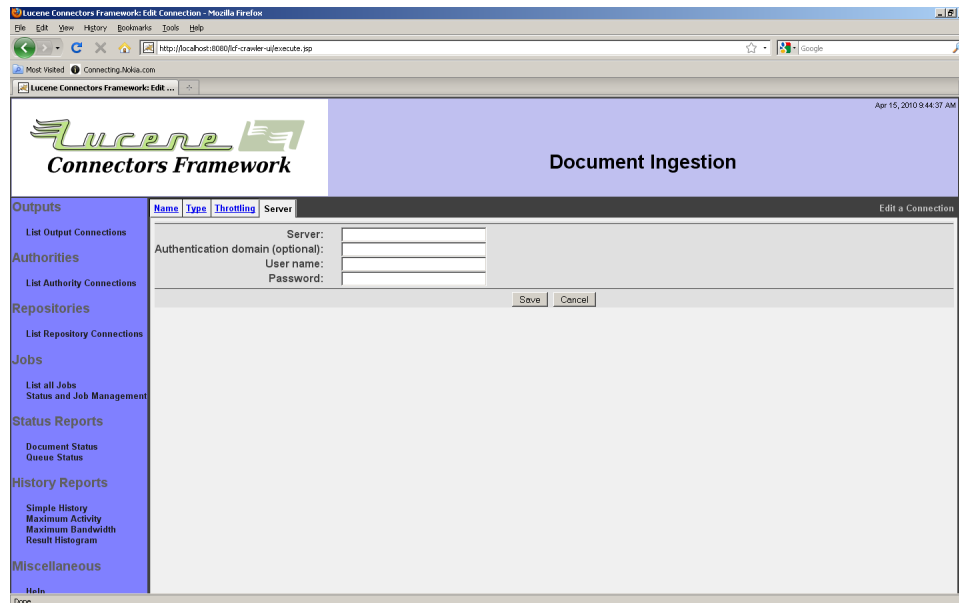 Lucene Connectors Framework: Edit Connection - Mozilla Firefox
File Edit View History Bookmarks Tools Help
http://localhost:8080/lcf-crawler-ui/execute.jsp
Google
Most Visited Connecting.Nokia.com
Lucene Connectors Framework: Edit ...
Apr 15, 2010 9:44:37 AM
Lucene
Connectors Framework
Document Ingestion
Name Type Throttling Server
Edit a Connection
Outputs
List Output Connections
Authorities
List Authority Connections
Repositories
List Repository Connections
Jobs
List all Jobs
Status and Job Management
Status Reports
Document Status
Queue Status
History Reports
Simple History
Maximum Activity
Maximum Bandwidth
Result Histogram
Miscellaneous
Help
Server:
Authentication domain (optional):
User name:
Password:
Save Cancel
Done